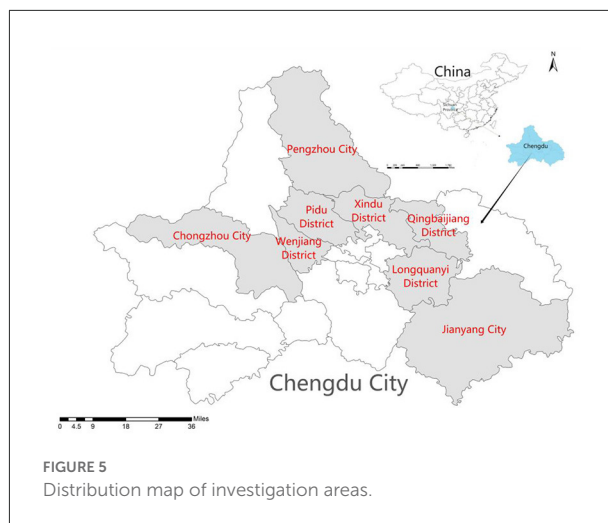 China
N
Chengdu
Pengzhou City
Pidu
District
Xindu
District
Qingbaijiang
District
Chongzhou City
Wenjiang
District
Longquanyi
District
Jianyang City
Chengdu City
Miles
0 4.5 9 18 27 36
FIGURE 5
Distribution map of investigation areas.